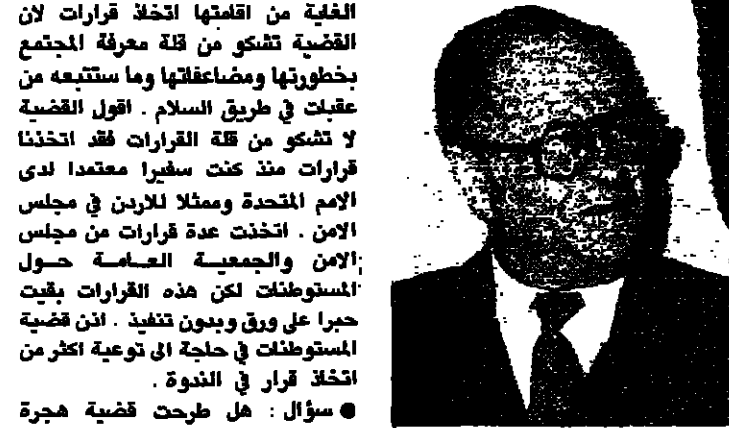 الغاية من اقامتها اتخاذ قرارات لان
القضية تشكو من قلة معرفة المجتمع
بخطورتها ومضاعفاتها وما ستتبعه من
عقبات في طريق السلام . اقول القضية
لا تشكو من قلة القرارات فقد اتخذنا
قرارات منذ كنت سفيرا معتمدا لدى
الامم المتحدة وممثلا للاردن في مجلس
الامن . اتخذت عدة قرارات من مجلس
الامن والجمعيـــة العـــامـــة حـــول
المستوطنات لكن هذه القرارات بقيت
حبرا على ورق وبدون تنفيذ . اذن قضية
المستوطنات في حاجة الى توعية اكثر من
اتخاذ قرار في الندوة .
● سؤال : هل طرحت قضية هجرة